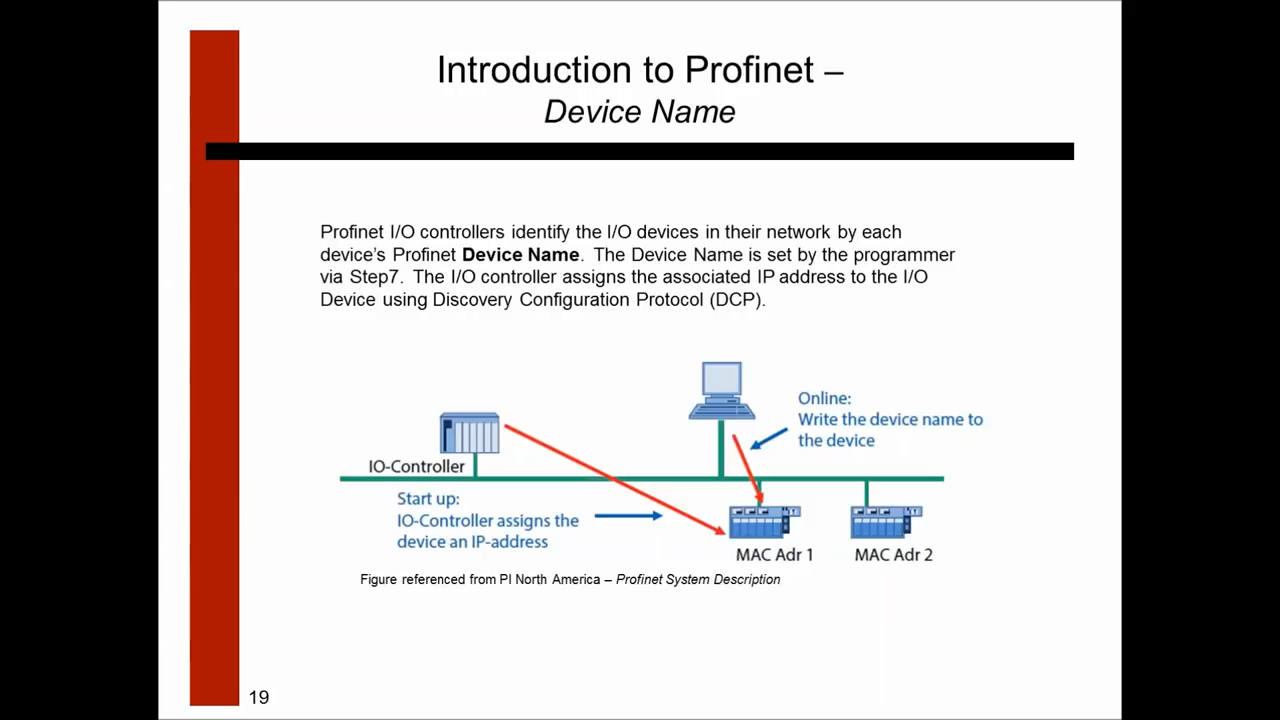 Introduction to Profinet –
Device Name
Profinet I/O controllers identify the I/O devices in their network by each
device's Profinet Device Name. The Device Name is set by the programmer
via Step7. The I/O controller assigns the associated IP address to the I/O
Device using Discovery Configuration Protocol (DCP).
Online:
Write the device name to
the device
IO-Controller
Start up:
IO-Controller assigns the
device an IP-address
MAC Adr 1
MAC Adr 2
Figure referenced from PI North America – Profinet System Description
19